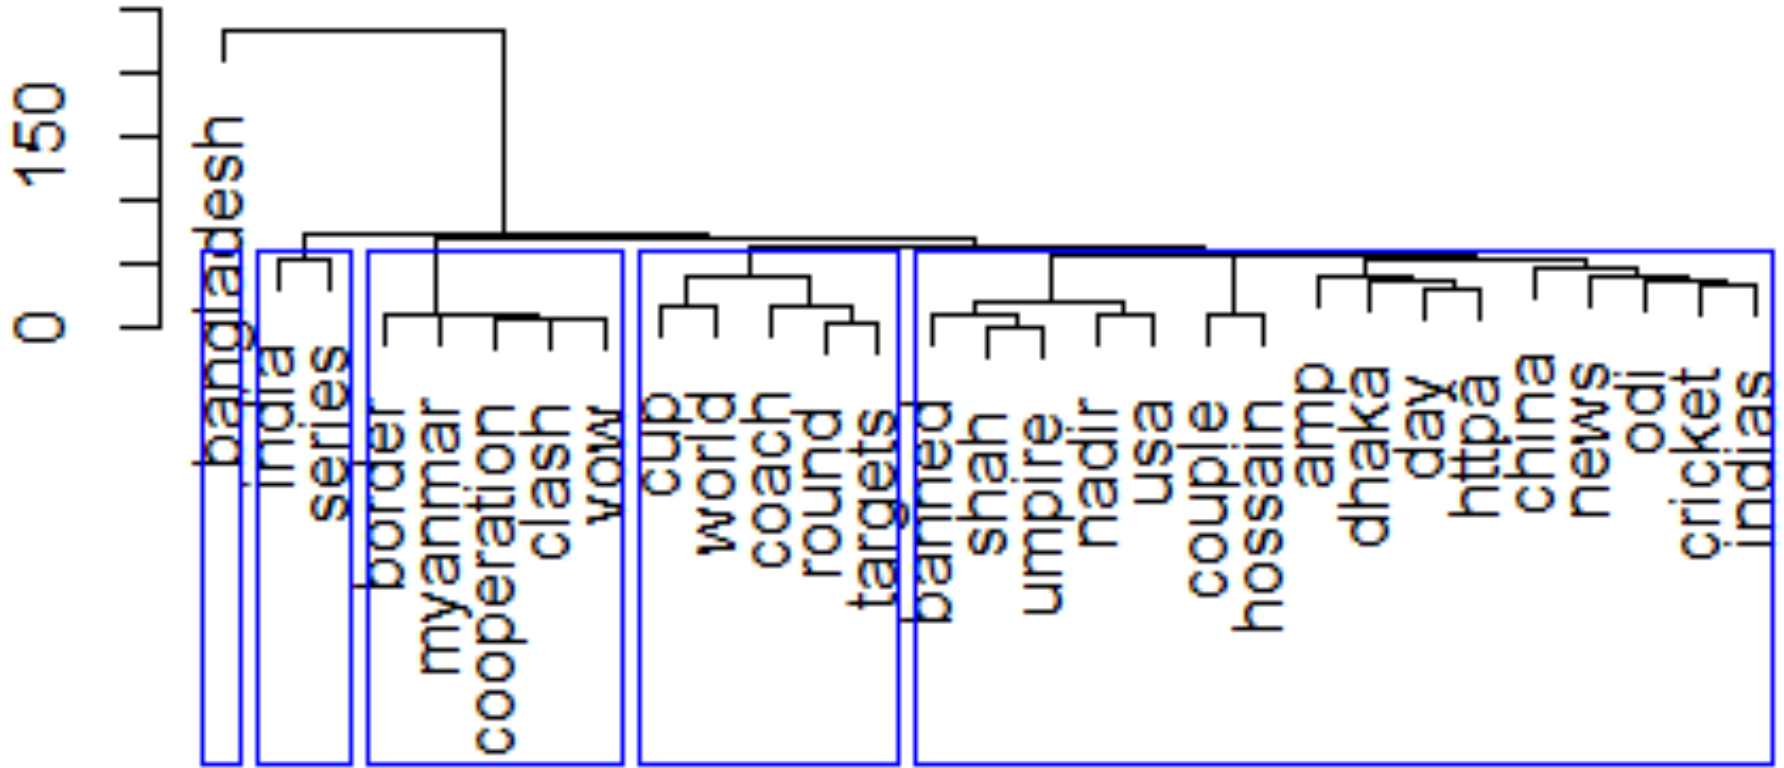 150
0
bangladesh
india
series
border
myanmar
cooperation
clash
vow
cup
world
coach
round
targets
banned
shah
umpire
nadir
usa
couple
hossain
amp
dhaka
day
httpa
china
news
odi
cricket
indias